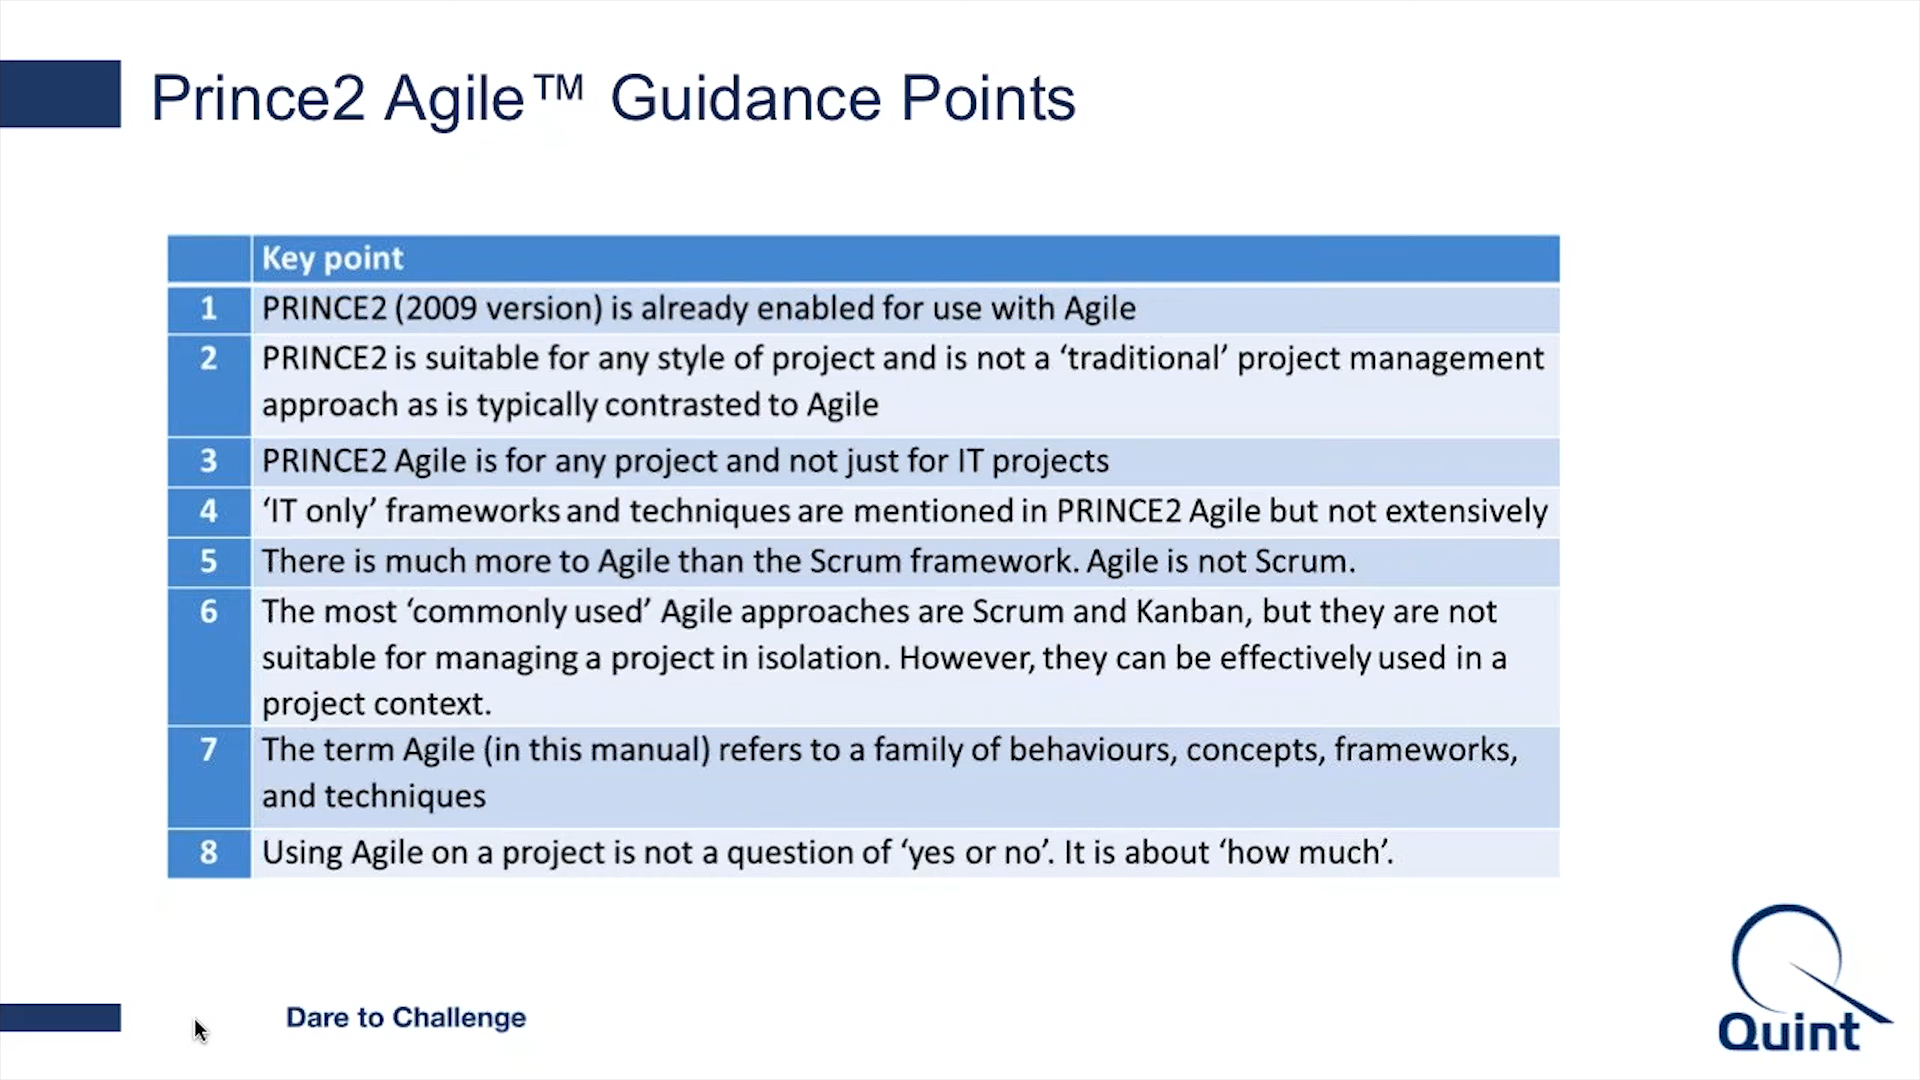 Prince2 Agile™ Guidance Points
Key point
1 PRINCE2 (2009 version) is already enabled for use with Agile
2 PRINCE2 is suitable for any style of project and is not a ‘traditional’ project management
approach as is typically contrasted to Agile
3 PRINCE2 Agile is for any project and not just for IT projects
4 ‘IT only’ frameworks and techniques are mentioned in PRINCE2 Agile but not extensively
5 There is much more to Agile than the Scrum framework. Agile is not Scrum.
6 The most ‘commonly used’ Agile approaches are Scrum and Kanban, but they are not
suitable for managing a project in isolation. However, they can be effectively used in a
project context.
7 The term Agile (in this manual) refers to a family of behaviours, concepts, frameworks,
and techniques
8 Using Agile on a project is not a question of ‘yes or no’. It is about ‘how much’.
Dare to Challenge
Quint